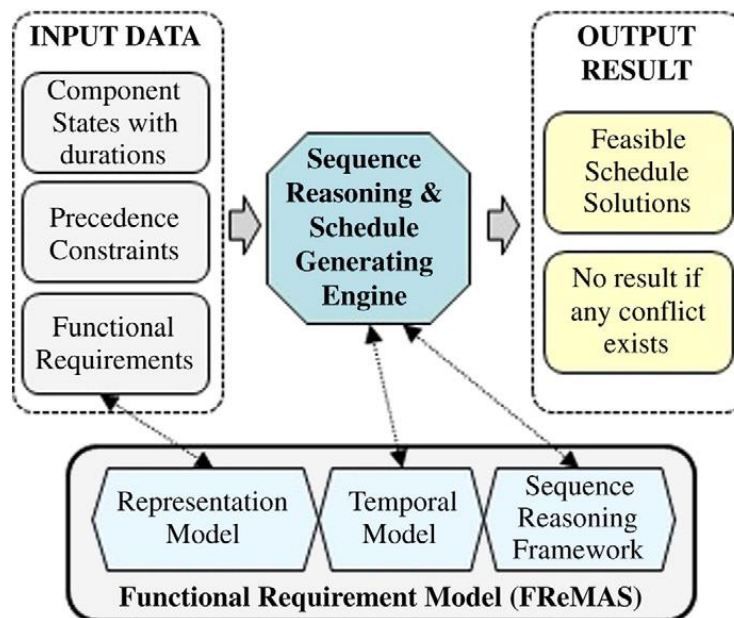 INPUT DATA
Component
States with
durations
Precedence
Constraints
Functional
Requirements
Sequence
Reasoning &
Schedule
Generating
Engine
OUTPUT
RESULT
Feasible
Schedule
Solutions
No result if
any conflict
exists
Representation
Model
Temporal
Model
Sequence
Reasoning
Framework
Functional Requirement Model (FReMAS)